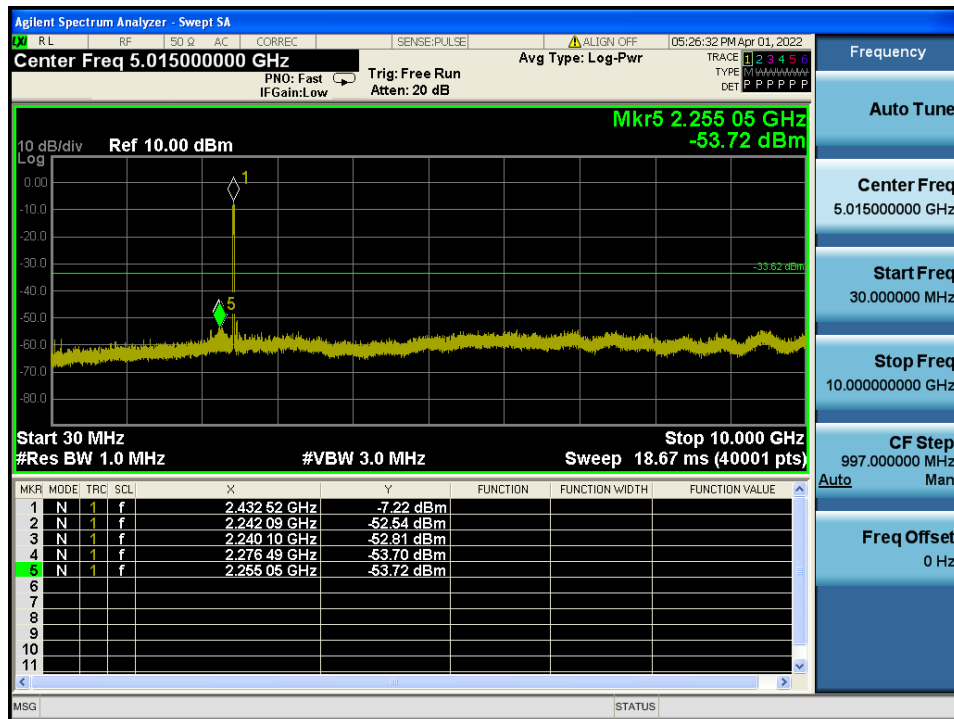 Agilent Spectrum Analyzer - Swept SA
LXI RL RF 50 Ω AC CORREC SENSE:PULSE ALIGN OFF 05:26:32 PM Apr 01, 2022
Center Freq 5.015000000 GHz
PNO: Fast
IFGain:Low
Trig: Free Run
Atten: 20 dB
Avg Type: Log-Pwr
TRACE 1 2 3 4 5 6
TYPE M
DET P P P P P P
Mkr5 2.255 05 GHz
-53.72 dBm
10 dB/div Ref 10.00 dBm
Log
0.00
-10.0
-20.0
-30.0
-40.0
-50.0
-60.0
-70.0
-80.0
1
5
-33.62 dBm
Start 30 MHz Stop 10.000 GHz
#Res BW 1.0 MHz #VBW 3.0 MHz Sweep 18.67 ms (40001 pts)
MKR MODE TRC SCL X Y FUNCTION FUNCTION WIDTH FUNCTION VALUE
1 N 1 f 2.432 52 GHz -7.22 dBm
2 N 1 f 2.242 09 GHz -52.54 dBm
3 N 1 f 2.240 10 GHz -52.81 dBm
4 N 1 f 2.276 49 GHz -53.70 dBm
5 N 1 f 2.255 05 GHz -53.72 dBm
6
7
8
9
10
11
MSG STATUS
Frequency
Auto Tune
Center Freq
5.015000000 GHz
Start Freq
30.000000 MHz
Stop Freq
10.000000000 GHz
CF Step
997.000000 MHz
Auto Man
Freq Offset
0 Hz